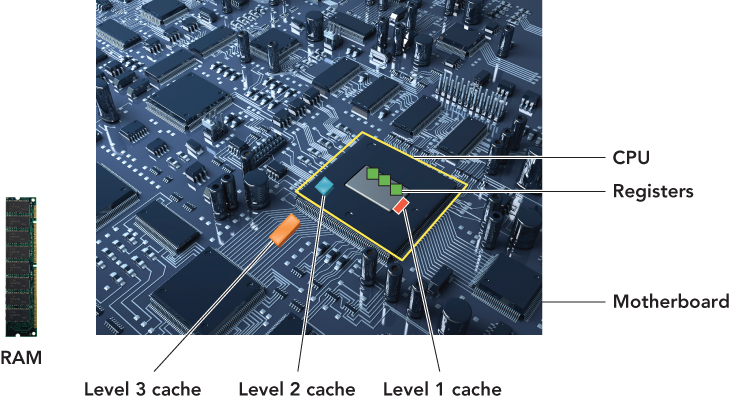 CPU
Registers
Motherboard
RAM
Level 3 cache
Level 2 cache
Level 1 cache